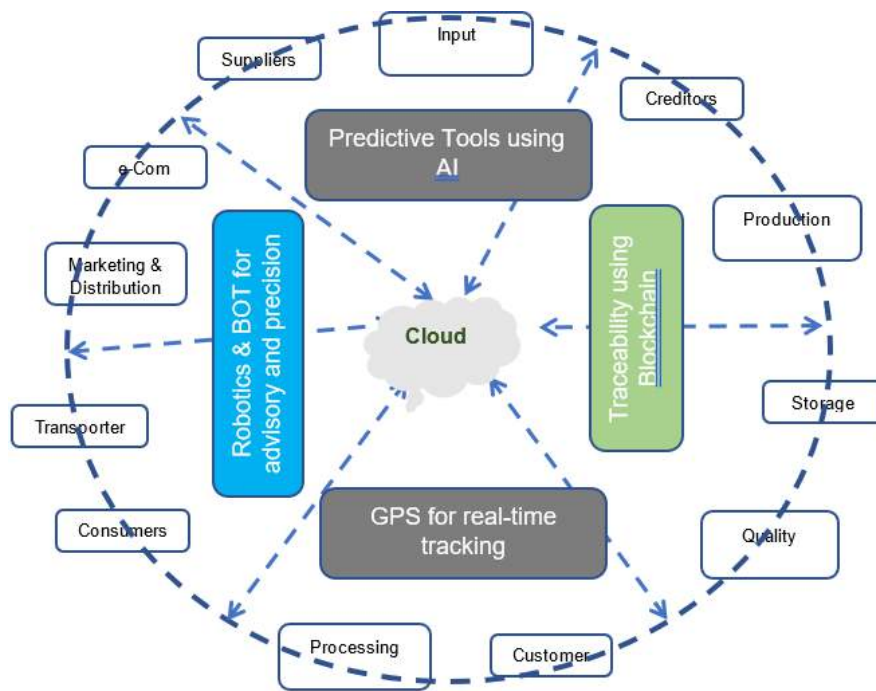 Input
Suppliers
Creditors
Predictive Tools using
AI
e-Com
Production
Marketing &
Distribution
Robotics & BOT for
advisory and precision
Cloud
Traceability using
Blockchain
Storage
Transporter
GPS for real-time
tracking
Consumers
Quality
Processing
Customer